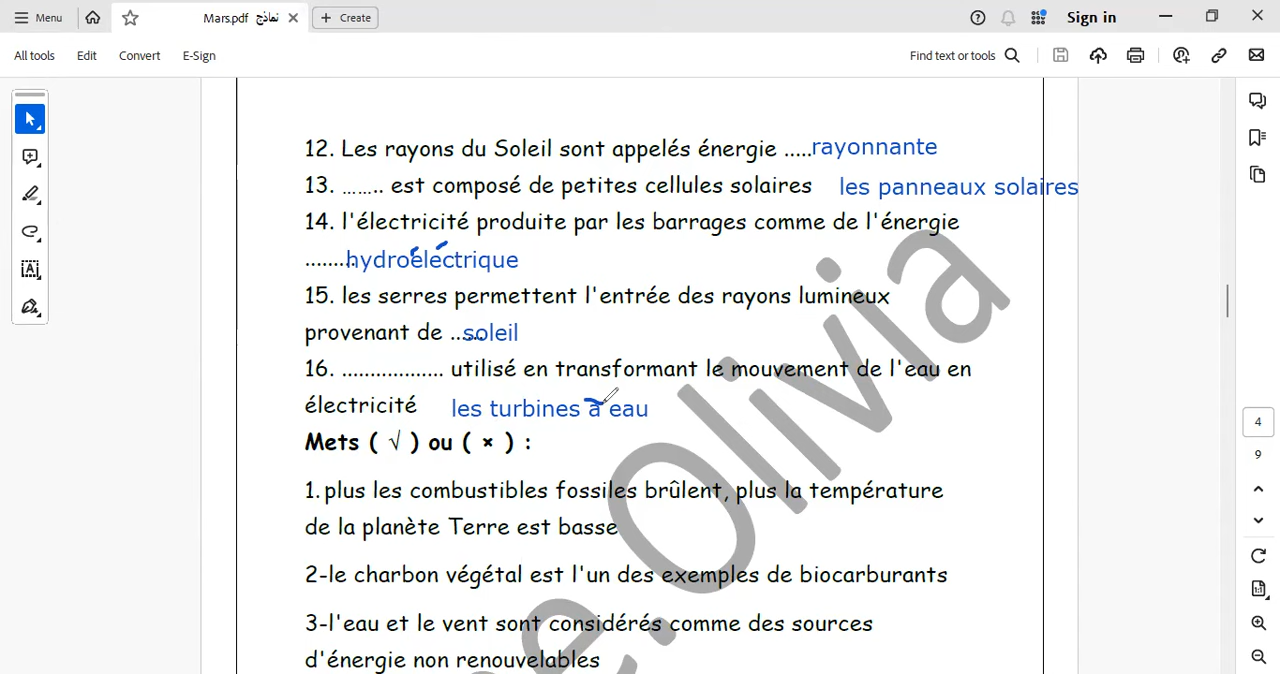 Menu
Mars.pdf نماذج
Create
Sign in
All tools Edit Convert E-Sign
Find text or tools
12. Les rayons du Soleil sont appelés énergie .....rayonnante
13. …….. est composé de petites cellules solaires les panneaux solaires
14. l'électricité produite par les barrages comme de l'énergie
.........hydroélectrique
15. les serres permettent l'entrée des rayons lumineux
provenant de ......soleil
16. .................. utilisé en transformant le mouvement de l'eau en
électricité les turbines à eau
Mets ( √ ) ou ( × ) :
1. plus les combustibles fossiles brûlent, plus la température
de la planète Terre est basse
2-le charbon végétal est l'un des exemples de biocarburants
3-l'eau et le vent sont considérés comme des sources
d'énergie non renouvelables
e.Olivia
4
9